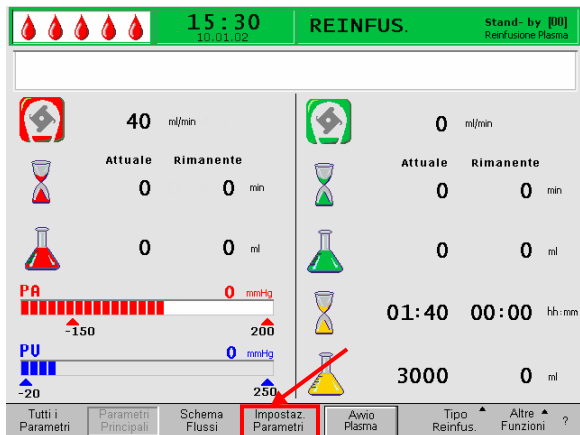 15:30
10.01.02
REINFUS.
Stand- by [00]
Reinfusione Plasma
40 ml/min
Attuale Rimanente
0 0 min
0 0 ml
PA 0 mmHg
-150 200
PV 0 mmHg
-20 250
0 ml/min
Attuale Rimanente
0 0 min
0 0 ml
01:40 00:00 hh:mm
3000 0 ml
Tutti i
Parametri
Parametri
Principali
Schema
Flussi
Impostaz.
Parametri
Avvio
Plasma
Tipo
Reinfus.
Altre
Funzioni
?